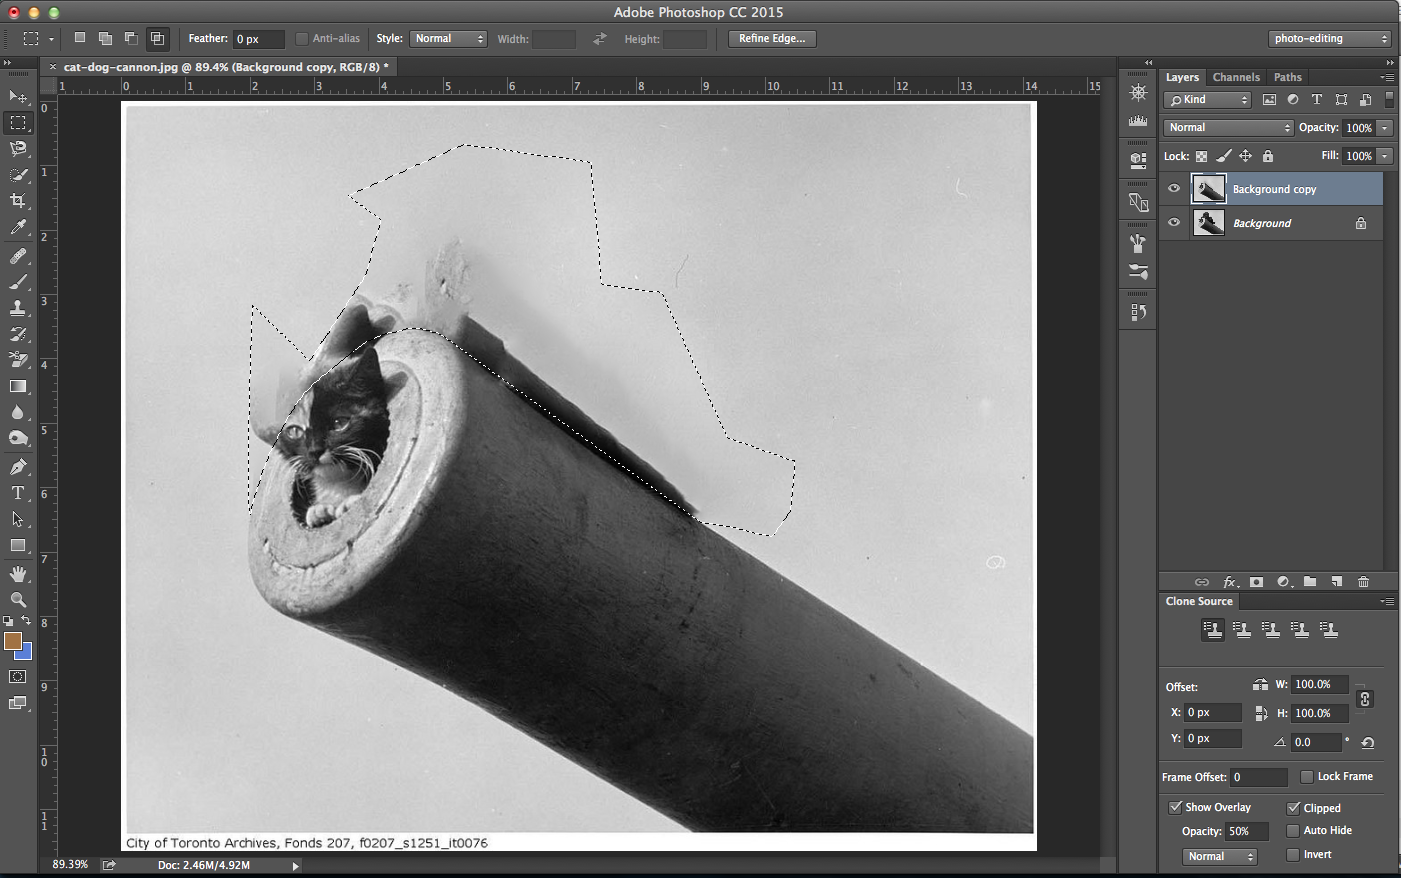 Adobe Photoshop CC 2015
Feather: 0 px Anti-alias Style: Normal Width: Height: Refine Edge... photo-editing
× cat-dog-cannon.jpg @ 89.4% (Background copy, RGB/8) *
1 0 1 2 3 4 5 6 7 8 9 10 11 12 13 14 15
0
1
2
3
4
5
6
7
8
9
10
11
T
City of Toronto Archives, Fonds 207, f0207_s1251_it0076
89.39% Doc: 2.46M/4.92M
Layers Channels Paths
Kind T
Normal Opacity: 100%
Lock: Fill: 100%
Background copy
Background
fx
Clone Source
Offset: W: 100.0%
X: 0 px H: 100.0%
Y: 0 px 0.0 °
Frame Offset: 0 Lock Frame
Show Overlay Clipped
Opacity: 50% Auto Hide
Normal Invert